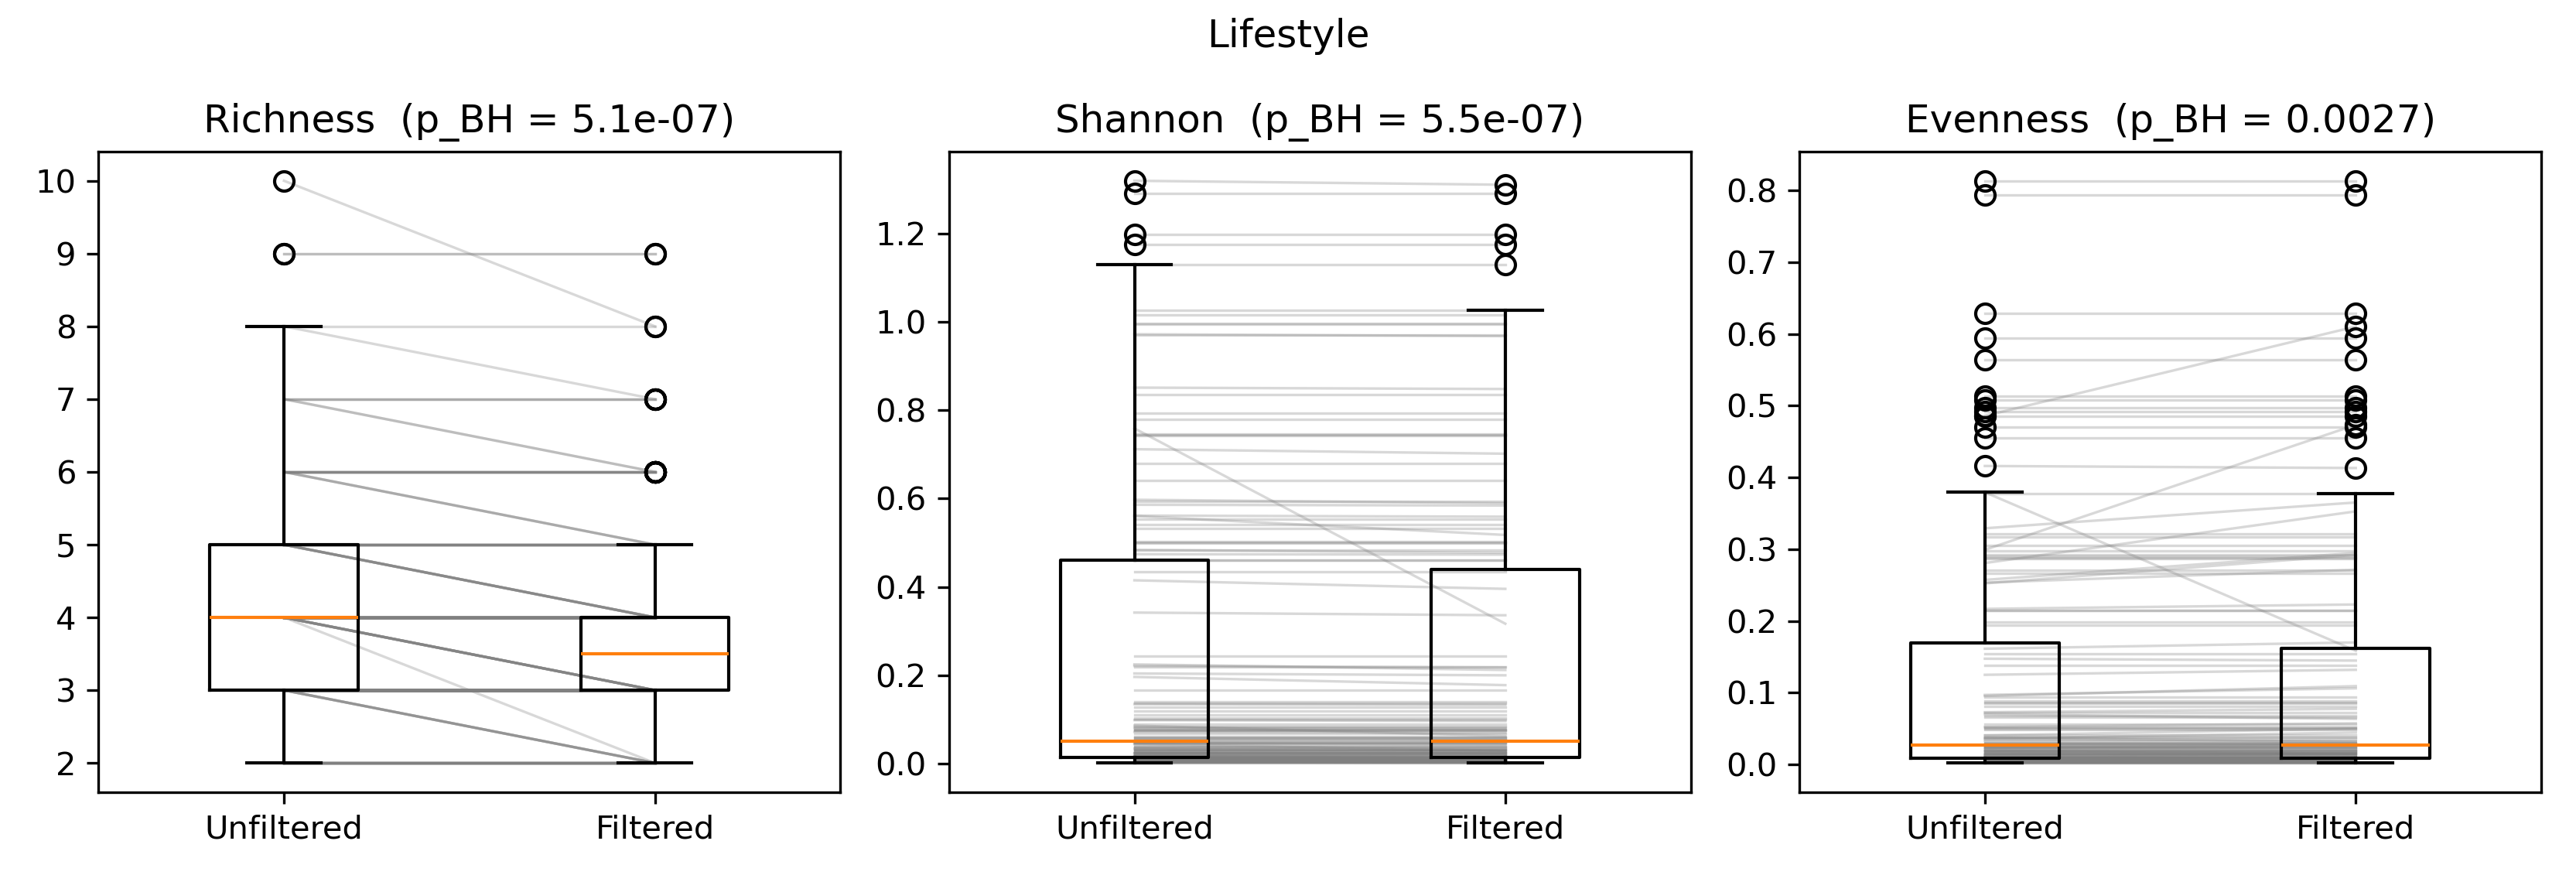 Lifestyle
Richness  (p_BH = 5.1e-07)
Shannon  (p_BH = 5.5e-07)
Evenness  (p_BH = 0.0027)
10
9
8
7
6
5
4
3
2
Unfiltered
Filtered
1.2
1.0
0.8
0.6
0.4
0.2
0.0
Unfiltered
Filtered
0.8
0.7
0.6
0.5
0.4
0.3
0.2
0.1
0.0
Unfiltered
Filtered